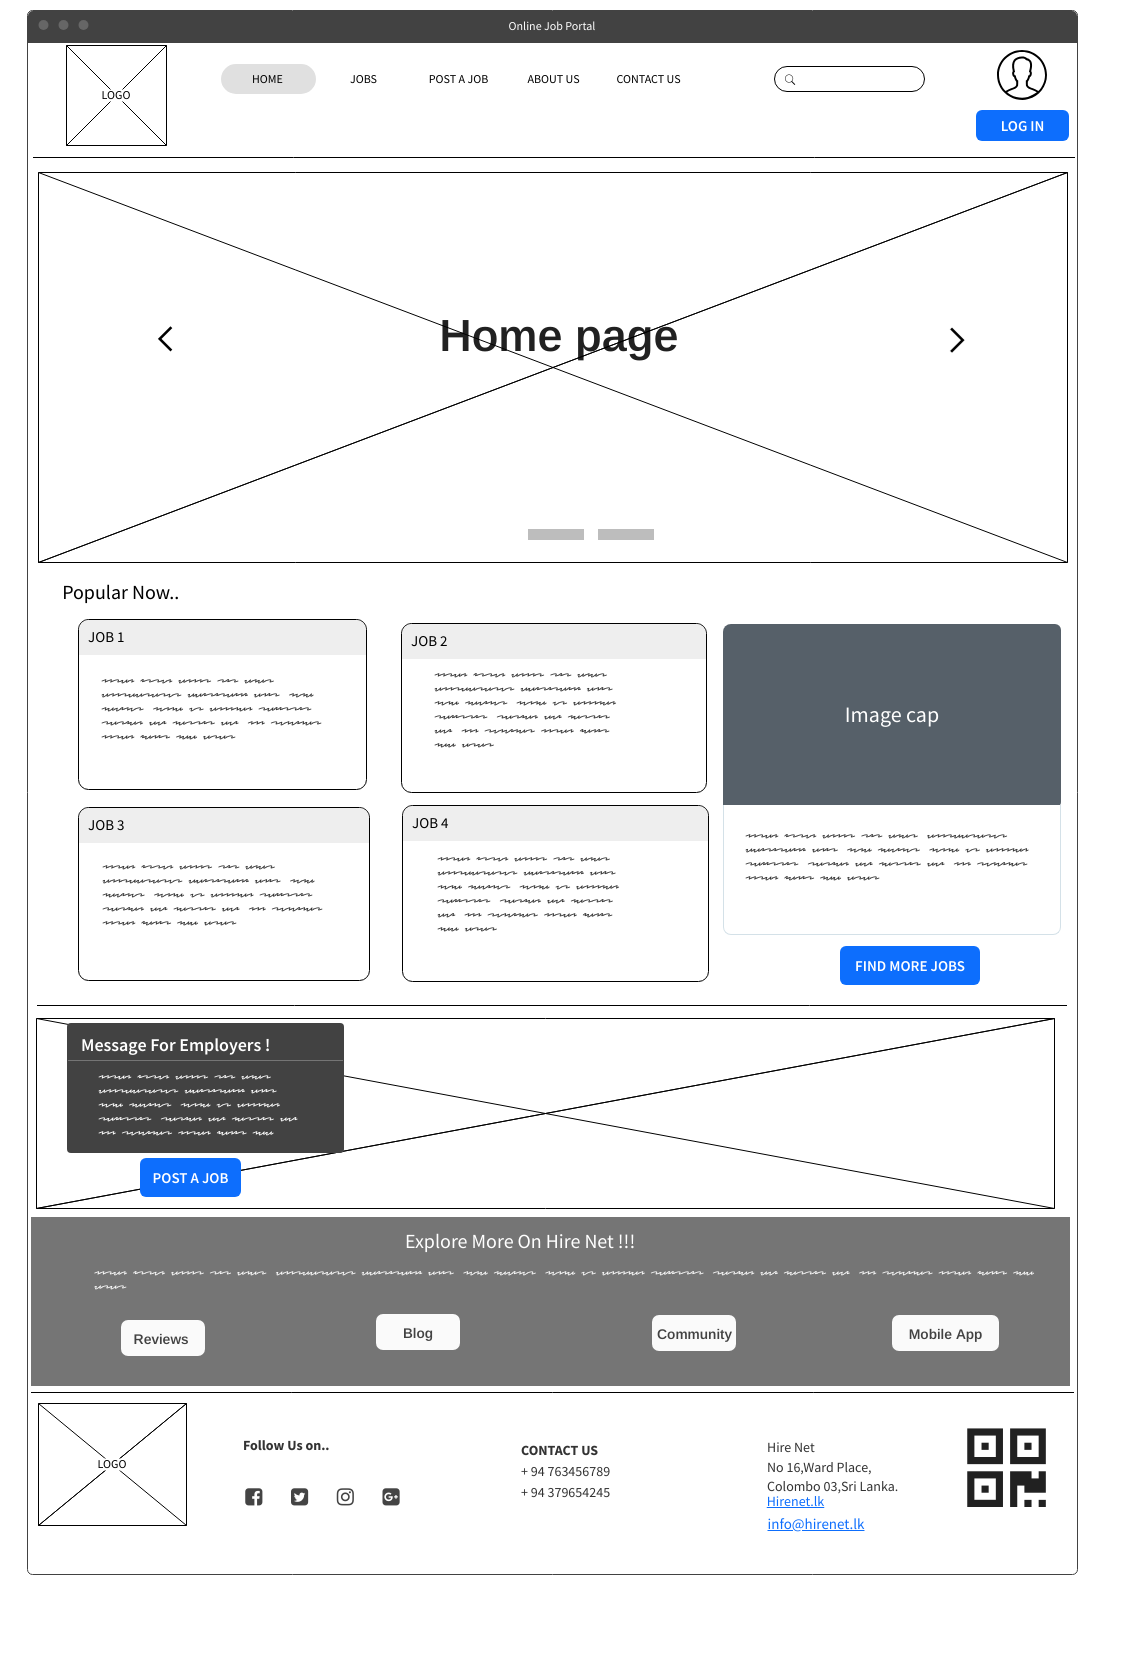 Online Job Portal
LOGO
HOME
JOBS
POST A JOB
ABOUT US
CONTACT US
LOG IN
Home page
Popular Now..
JOB 1
JOB 2
Image cap
JOB 3
JOB 4
FIND MORE JOBS
Message For Employers !
POST A JOB
Explore More On Hire Net !!!
Reviews
Blog
Community
Mobile App
LOGO
Follow Us on..
CONTACT US
+ 94 763456789
+ 94 379654245
Hire Net
No 16,Ward Place,
Colombo 03,Sri Lanka.
Hirenet.lk
info@hirenet.lk